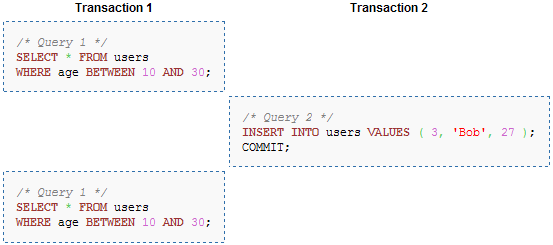 Transaction 1
Transaction 2
/* Query 1 */
SELECT * FROM users
WHERE age BETWEEN 10 AND 30;
/* Query 2 */
INSERT INTO users VALUES ( 3, 'Bob', 27 );
COMMIT;
/* Query 1 */
SELECT * FROM users
WHERE age BETWEEN 10 AND 30;